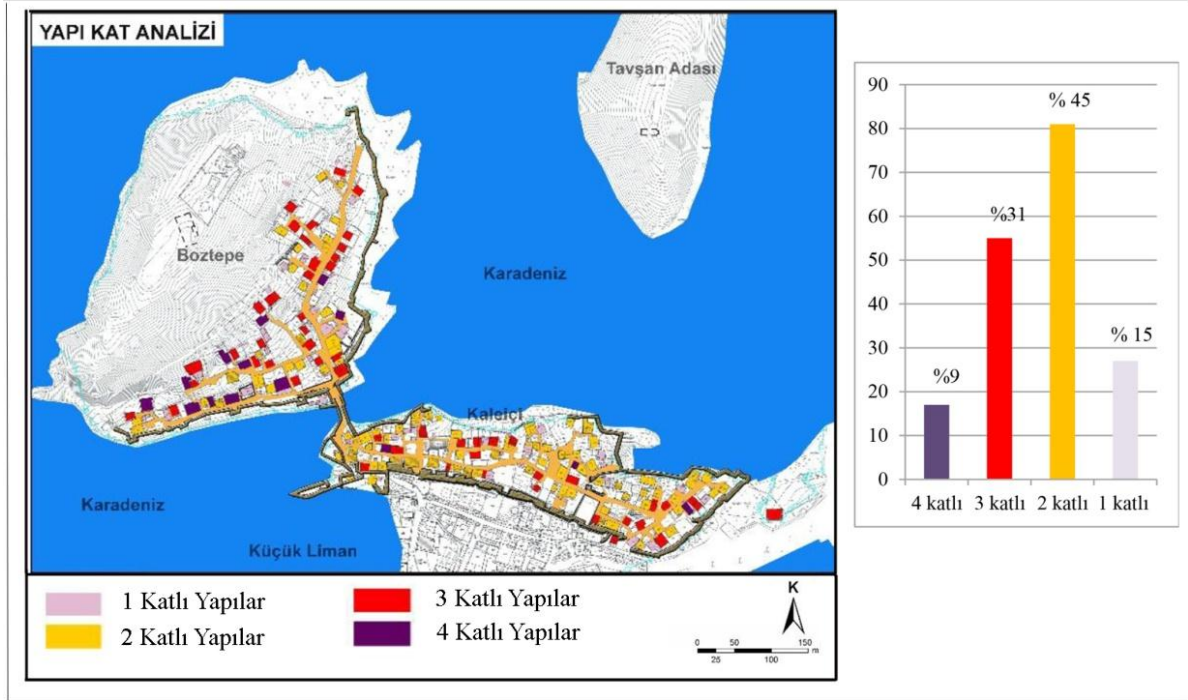 YAPI KAT ANALİZİ
Tavşan Adası
Boztepe
Karadeniz
Kaleiçi
Karadeniz
Küçük Liman
1 Katlı Yapılar
2 Katlı Yapılar
3 Katlı Yapılar
4 Katlı Yapılar
K
0 50 150
25 100 m
90
80
70
60
50
40
30
20
10
0
%9
%31
% 45
% 15
4 katlı 3 katlı 2 katlı 1 katlı